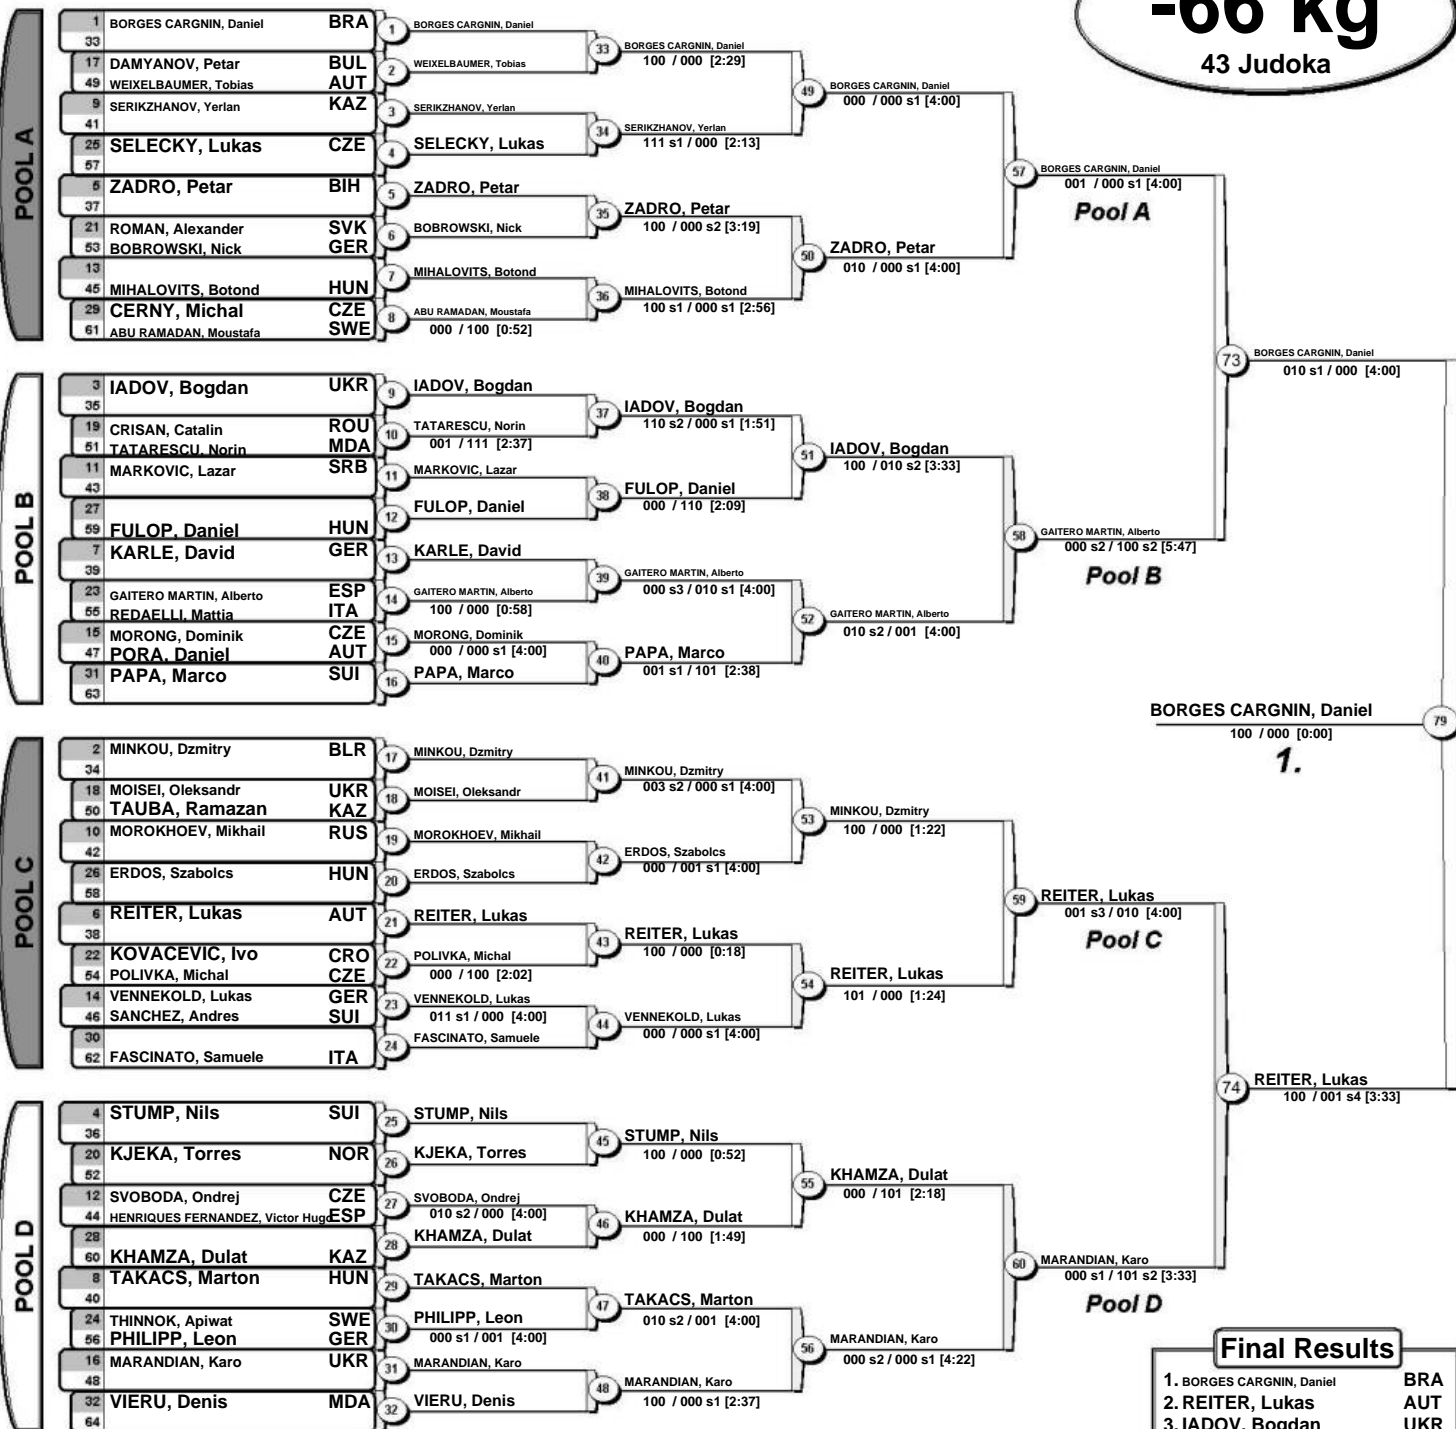 -66 kg
43 Judoka
POOL A
1 BORGES CARGNIN, Daniel BRA
33
17 DAMYANOV, Petar BUL
49 WEIXELBAUMER, Tobias AUT
9 SERIKZHANOV, Yerlan KAZ
41
25 SELECKY, Lukas CZE
57
5 ZADRO, Petar BIH
37
21 ROMAN, Alexander SVK
53 BOBROWSKI, Nick GER
13
45 MIHALOVITS, Botond HUN
29 CERNY, Michal CZE
61 ABU RAMADAN, Moustafa SWE
1 BORGES CARGNIN, Daniel
2 WEIXELBAUMER, Tobias
3 SERIKZHANOV, Yerlan
4 SELECKY, Lukas
5 ZADRO, Petar
6 BOBROWSKI, Nick
7 MIHALOVITS, Botond
8 ABU RAMADAN, Moustafa
000 / 100 [0:52]
33 BORGES CARGNIN, Daniel
100 / 000 [2:29]
34 SERIKZHANOV, Yerlan
111 s1 / 000 [2:13]
35 ZADRO, Petar
100 / 000 s2 [3:19]
36 MIHALOVITS, Botond
100 s1 / 000 s1 [2:56]
49 BORGES CARGNIN, Daniel
000 / 000 s1 [4:00]
50 ZADRO, Petar
010 / 000 s1 [4:00]
57 BORGES CARGNIN, Daniel
001 / 000 s1 [4:00]
Pool A
POOL B
3 IADOV, Bogdan UKR
35
19 CRISAN, Catalin ROU
51 TATARESCU, Norin MDA
11 MARKOVIC, Lazar SRB
43
27
59 FULOP, Daniel HUN
7 KARLE, David GER
39
23 GAITERO MARTIN, Alberto ESP
55 REDAELLI, Mattia ITA
15 MORONG, Dominik CZE
47 PORA, Daniel AUT
31 PAPA, Marco SUI
63
9 IADOV, Bogdan
10 TATARESCU, Norin
001 / 111 [2:37]
11 MARKOVIC, Lazar
12 FULOP, Daniel
13 KARLE, David
14 GAITERO MARTIN, Alberto
100 / 000 [0:58]
15 MORONG, Dominik
000 / 000 s1 [4:00]
16 PAPA, Marco
37 IADOV, Bogdan
110 s2 / 000 s1 [1:51]
38 FULOP, Daniel
000 / 110 [2:09]
39 GAITERO MARTIN, Alberto
000 s3 / 010 s1 [4:00]
40 PAPA, Marco
001 s1 / 101 [2:38]
51 IADOV, Bogdan
100 / 010 s2 [3:33]
52 GAITERO MARTIN, Alberto
010 s2 / 001 [4:00]
58 GAITERO MARTIN, Alberto
000 s2 / 100 s2 [5:47]
Pool B
73 BORGES CARGNIN, Daniel
010 s1 / 000 [4:00]
BORGES CARGNIN, Daniel 79
100 / 000 [0:00]
1.
POOL C
2 MINKOU, Dzmitry BLR
34
18 MOISEI, Oleksandr UKR
50 TAUBA, Ramazan KAZ
10 MOROKHOEV, Mikhail RUS
42
26 ERDOS, Szabolcs HUN
58
6 REITER, Lukas AUT
38
22 KOVACEVIC, Ivo CRO
54 POLIVKA, Michal CZE
14 VENNEKOLD, Lukas GER
46 SANCHEZ, Andres SUI
30
62 FASCINATO, Samuele ITA
17 MINKOU, Dzmitry
18 MOISEI, Oleksandr
19 MOROKHOEV, Mikhail
20 ERDOS, Szabolcs
21 REITER, Lukas
22 POLIVKA, Michal
000 / 100 [2:02]
23 VENNEKOLD, Lukas
011 s1 / 000 [4:00]
24 FASCINATO, Samuele
41 MINKOU, Dzmitry
003 s2 / 000 s1 [4:00]
42 ERDOS, Szabolcs
000 / 001 s1 [4:00]
43 REITER, Lukas
100 / 000 [0:18]
44 VENNEKOLD, Lukas
000 / 000 s1 [4:00]
53 MINKOU, Dzmitry
100 / 000 [1:22]
54 REITER, Lukas
101 / 000 [1:24]
59 REITER, Lukas
001 s3 / 010 [4:00]
Pool C
POOL D
4 STUMP, Nils SUI
36
20 KJEKA, Torres NOR
52
12 SVOBODA, Ondrej CZE
44 HENRIQUES FERNANDEZ, Victor Hugo ESP
28
60 KHAMZA, Dulat KAZ
8 TAKACS, Marton HUN
40
24 THINNOK, Apiwat SWE
56 PHILIPP, Leon GER
16 MARANDIAN, Karo UKR
48
32 VIERU, Denis MDA
64
25 STUMP, Nils
26 KJEKA, Torres
27 SVOBODA, Ondrej
010 s2 / 000 [4:00]
28 KHAMZA, Dulat
29 TAKACS, Marton
30 PHILIPP, Leon
000 s1 / 001 [4:00]
31 MARANDIAN, Karo
32 VIERU, Denis
45 STUMP, Nils
100 / 000 [0:52]
46 KHAMZA, Dulat
000 / 100 [1:49]
47 TAKACS, Marton
010 s2 / 001 [4:00]
48 MARANDIAN, Karo
100 / 000 s1 [2:37]
55 KHAMZA, Dulat
000 / 101 [2:18]
56 MARANDIAN, Karo
000 s2 / 000 s1 [4:22]
60 MARANDIAN, Karo
000 s1 / 101 s2 [3:33]
Pool D
74 REITER, Lukas
100 / 001 s4 [3:33]
Final Results
1. BORGES CARGNIN, Daniel BRA
2. REITER, Lukas AUT
3. IADOV, Bogdan UKR